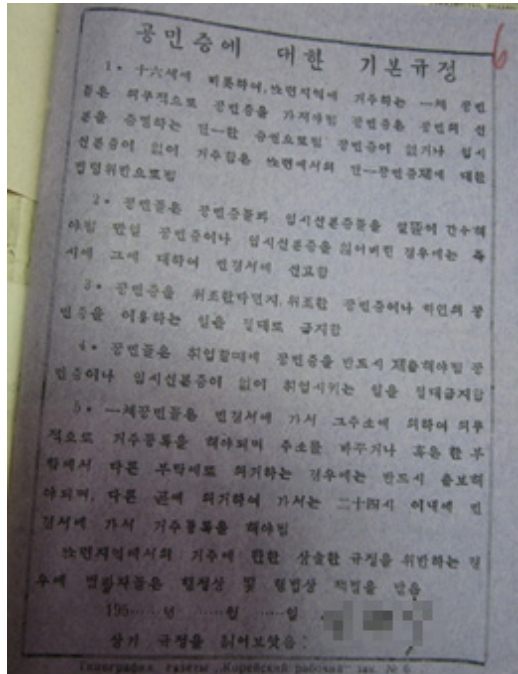 6
공민증에 대한 기본규정
1. 十六세에 비롯하여, 쏘련지역에 거주하는 一체 공민
들은 의무적으로 공민증을 가져야됨 공민증은 공민의 신
분을 증명하는 단一한 증면으로됨 공민증이 없거나 임시
신분증이 없이 거주함은 쏘련에서의 단一공민증제에 대한
법령위반으로됨
2. 공민들은 공민증들과 임시신분증들을 간수해
야됨 만일 공민증이나 임시신분증을 잃어버린 경우에는 즉
시에 그에 대하여 민경서에 신고함
3. 공민증을 위조한다던지, 위조한 공민증이나 타인의 공
민증을 이용하는 일을 절대로 금지함
4. 공민들은 취업할때에 공민증을 반드시 제출해야됨 공
민증이나 임시신분증이 없이 취업시키는 일을 절대금지함
5. 一체공민들은 민경서에 가서 그주소에 의하여 의무
적으로 거주등록을 해야되며 주소를 바꾸거나 혹은 한 부
락에서 다른 부락에로 의거하는 경우에는 반드시 출보해
야되며, 다른 곧에 의거하여 가서는 二十四시 이내에 민
경서에 가서 거주등록을 해야됨
쏘련지역에서의 거주에 관한 상술한 규정을 위반하는 경
우에 범과자들은 행정상 및 형법상 책벌을 받음
195......년 ......월 ......일
상기 규정을 읽어보았음:
Типография газеты „Корейский рабочий" зак. № 6